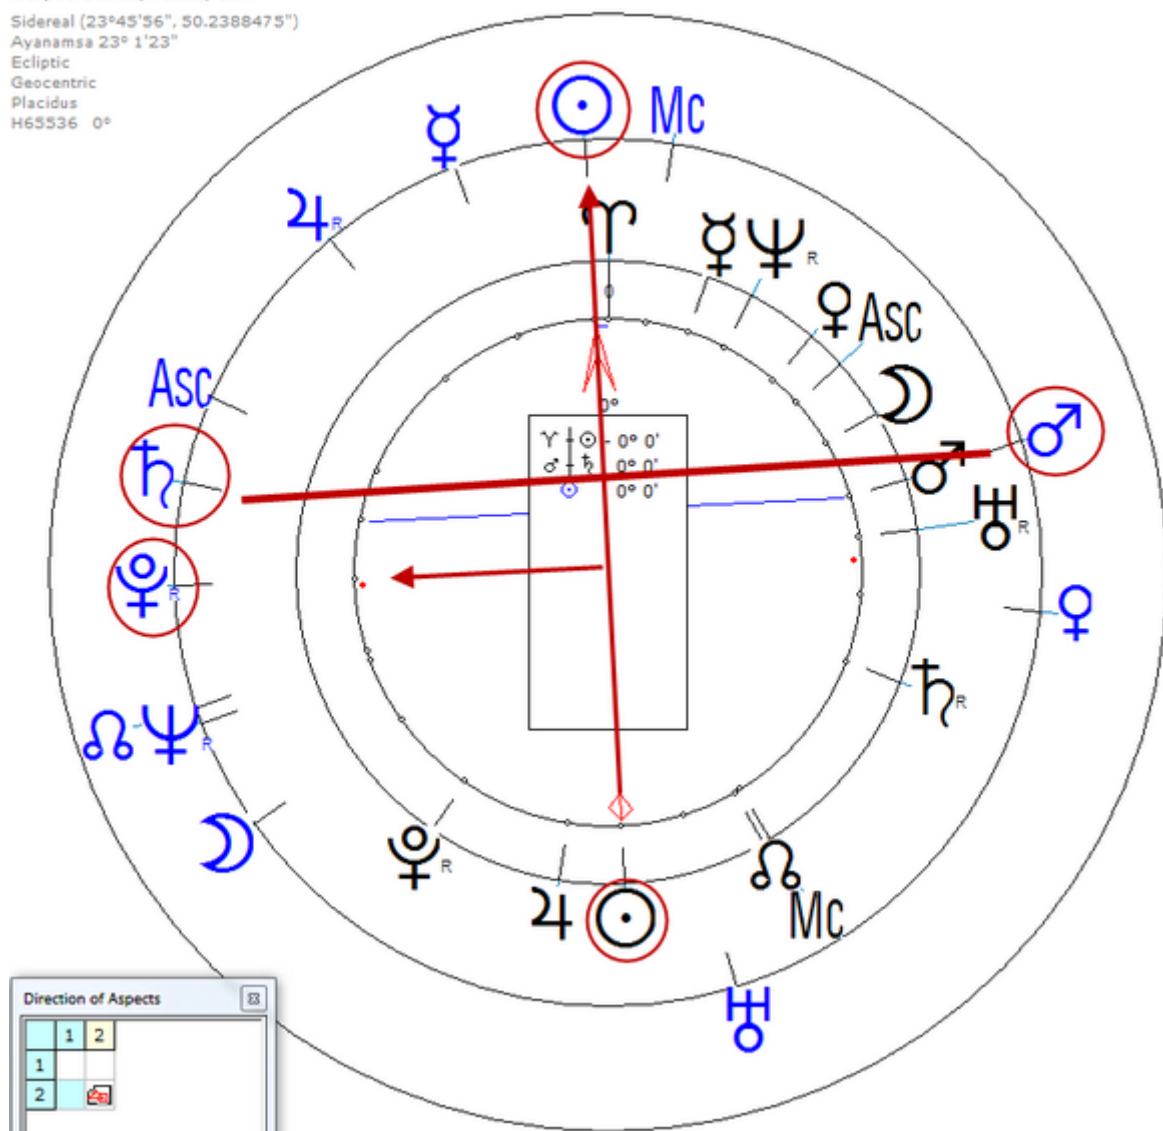 Sidereal (23°45'56", 50.2388475")
Ayanamsa 23° 1'23"
Ecliptic
Geocentric
Placidus
H65536 0°
Mc
☿
☉
♃ R
♈
☿ ♆ R
0
♀ Asc
Asc
☽
♂
0°
♈ + ☉ - 0° 0'
♂ - ♄ 0° 0'
☉ 0° 0'
♄
♂
♅ R
♇ R
♀
♄ R
☊ ♆ R
☽
♇ R
♃ ☉
☊
Mc
♅
Direction of Aspects
1 2
1
2